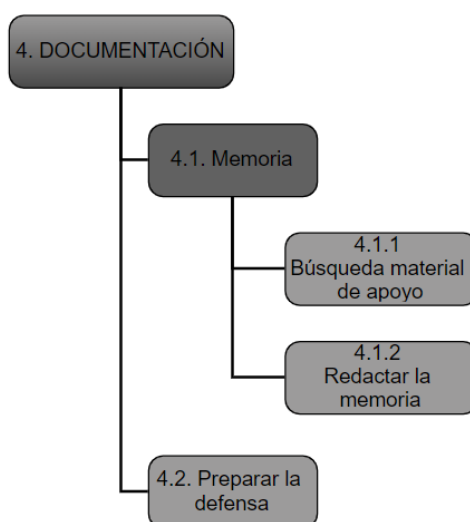 4. DOCUMENTACIÓN
4.1. Memoria
4.1.1
Búsqueda material
de apoyo
4.1.2
Redactar la
memoria
4.2. Preparar la
defensa